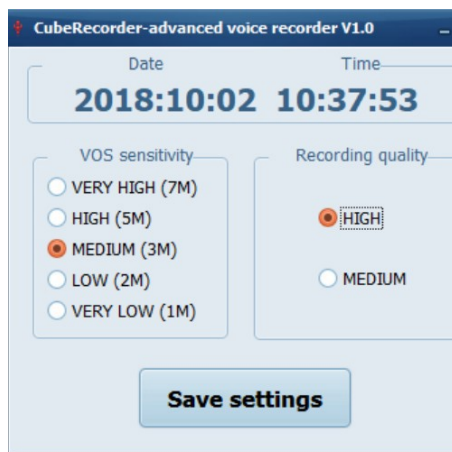 CubeRecorder-advanced voice recorder V1.0
Date Time
2018:10:02 10:37:53
VOS sensitivity
VERY HIGH (7M)
HIGH (5M)
MEDIUM (3M)
LOW (2M)
VERY LOW (1M)
Recording quality
HIGH
MEDIUM
Save settings